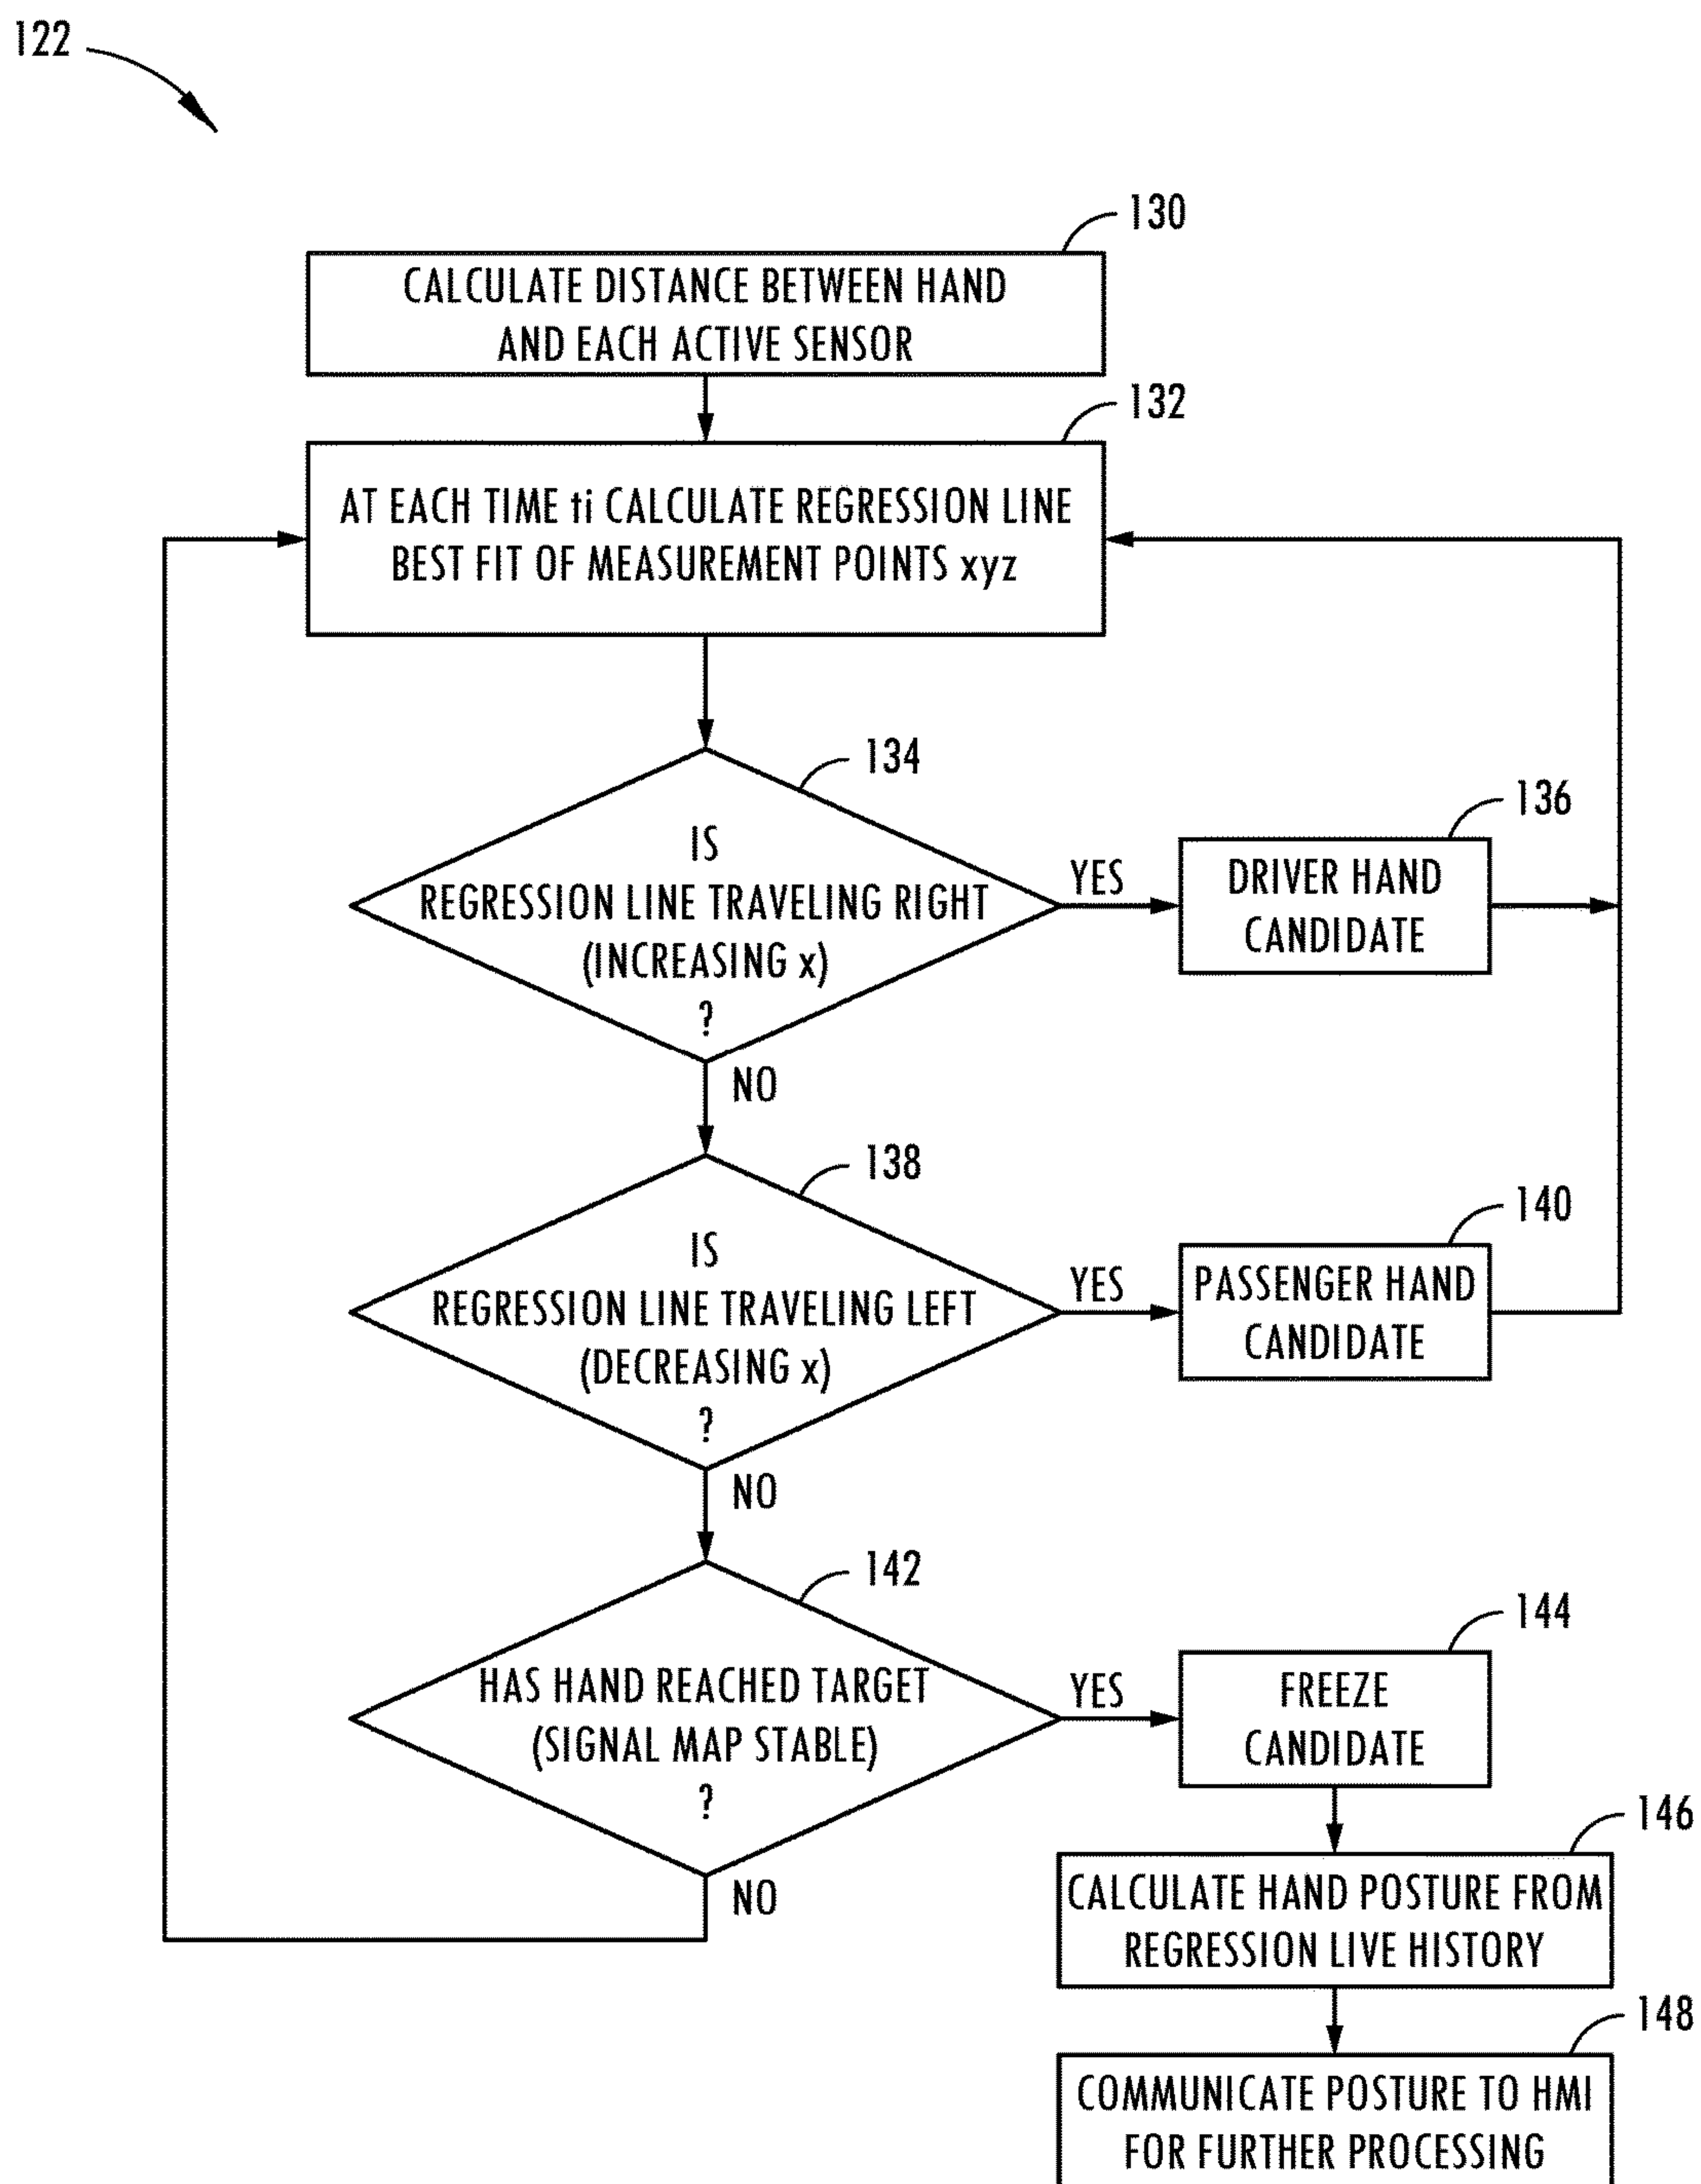 122
130
CALCULATE DISTANCE BETWEEN HAND
AND EACH ACTIVE SENSOR
132
AT EACH TIME ti CALCULATE REGRESSION LINE
BEST FIT OF MEASUREMENT POINTS xyz
134
IS
REGRESSION LINE TRAVELING RIGHT
(INCREASING x)
?
YES
136
DRIVER HAND
CANDIDATE
NO
138
IS
REGRESSION LINE TRAVELING LEFT
(DECREASING x)
?
YES
140
PASSENGER HAND
CANDIDATE
NO
142
HAS HAND REACHED TARGET
(SIGNAL MAP STABLE)
?
YES
144
FREEZE
CANDIDATE
NO
146
CALCULATE HAND POSTURE FROM
REGRESSION LIVE HISTORY
148
COMMUNICATE POSTURE TO HMI
FOR FURTHER PROCESSING